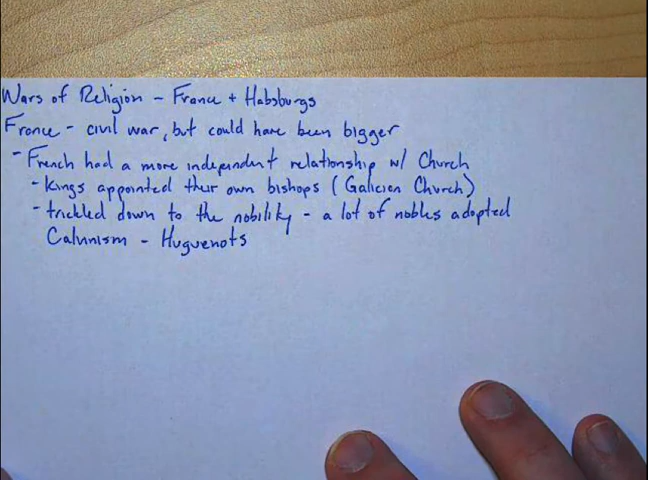 Wars of Religion - France + Habsburgs
France - civil war, but could have been bigger
- French had a more independent relationship w/ Church
- Kings appointed their own bishops (Galician Church)
- trickled down to the nobility - a lot of nobles adopted
Calvinism - Huguenots